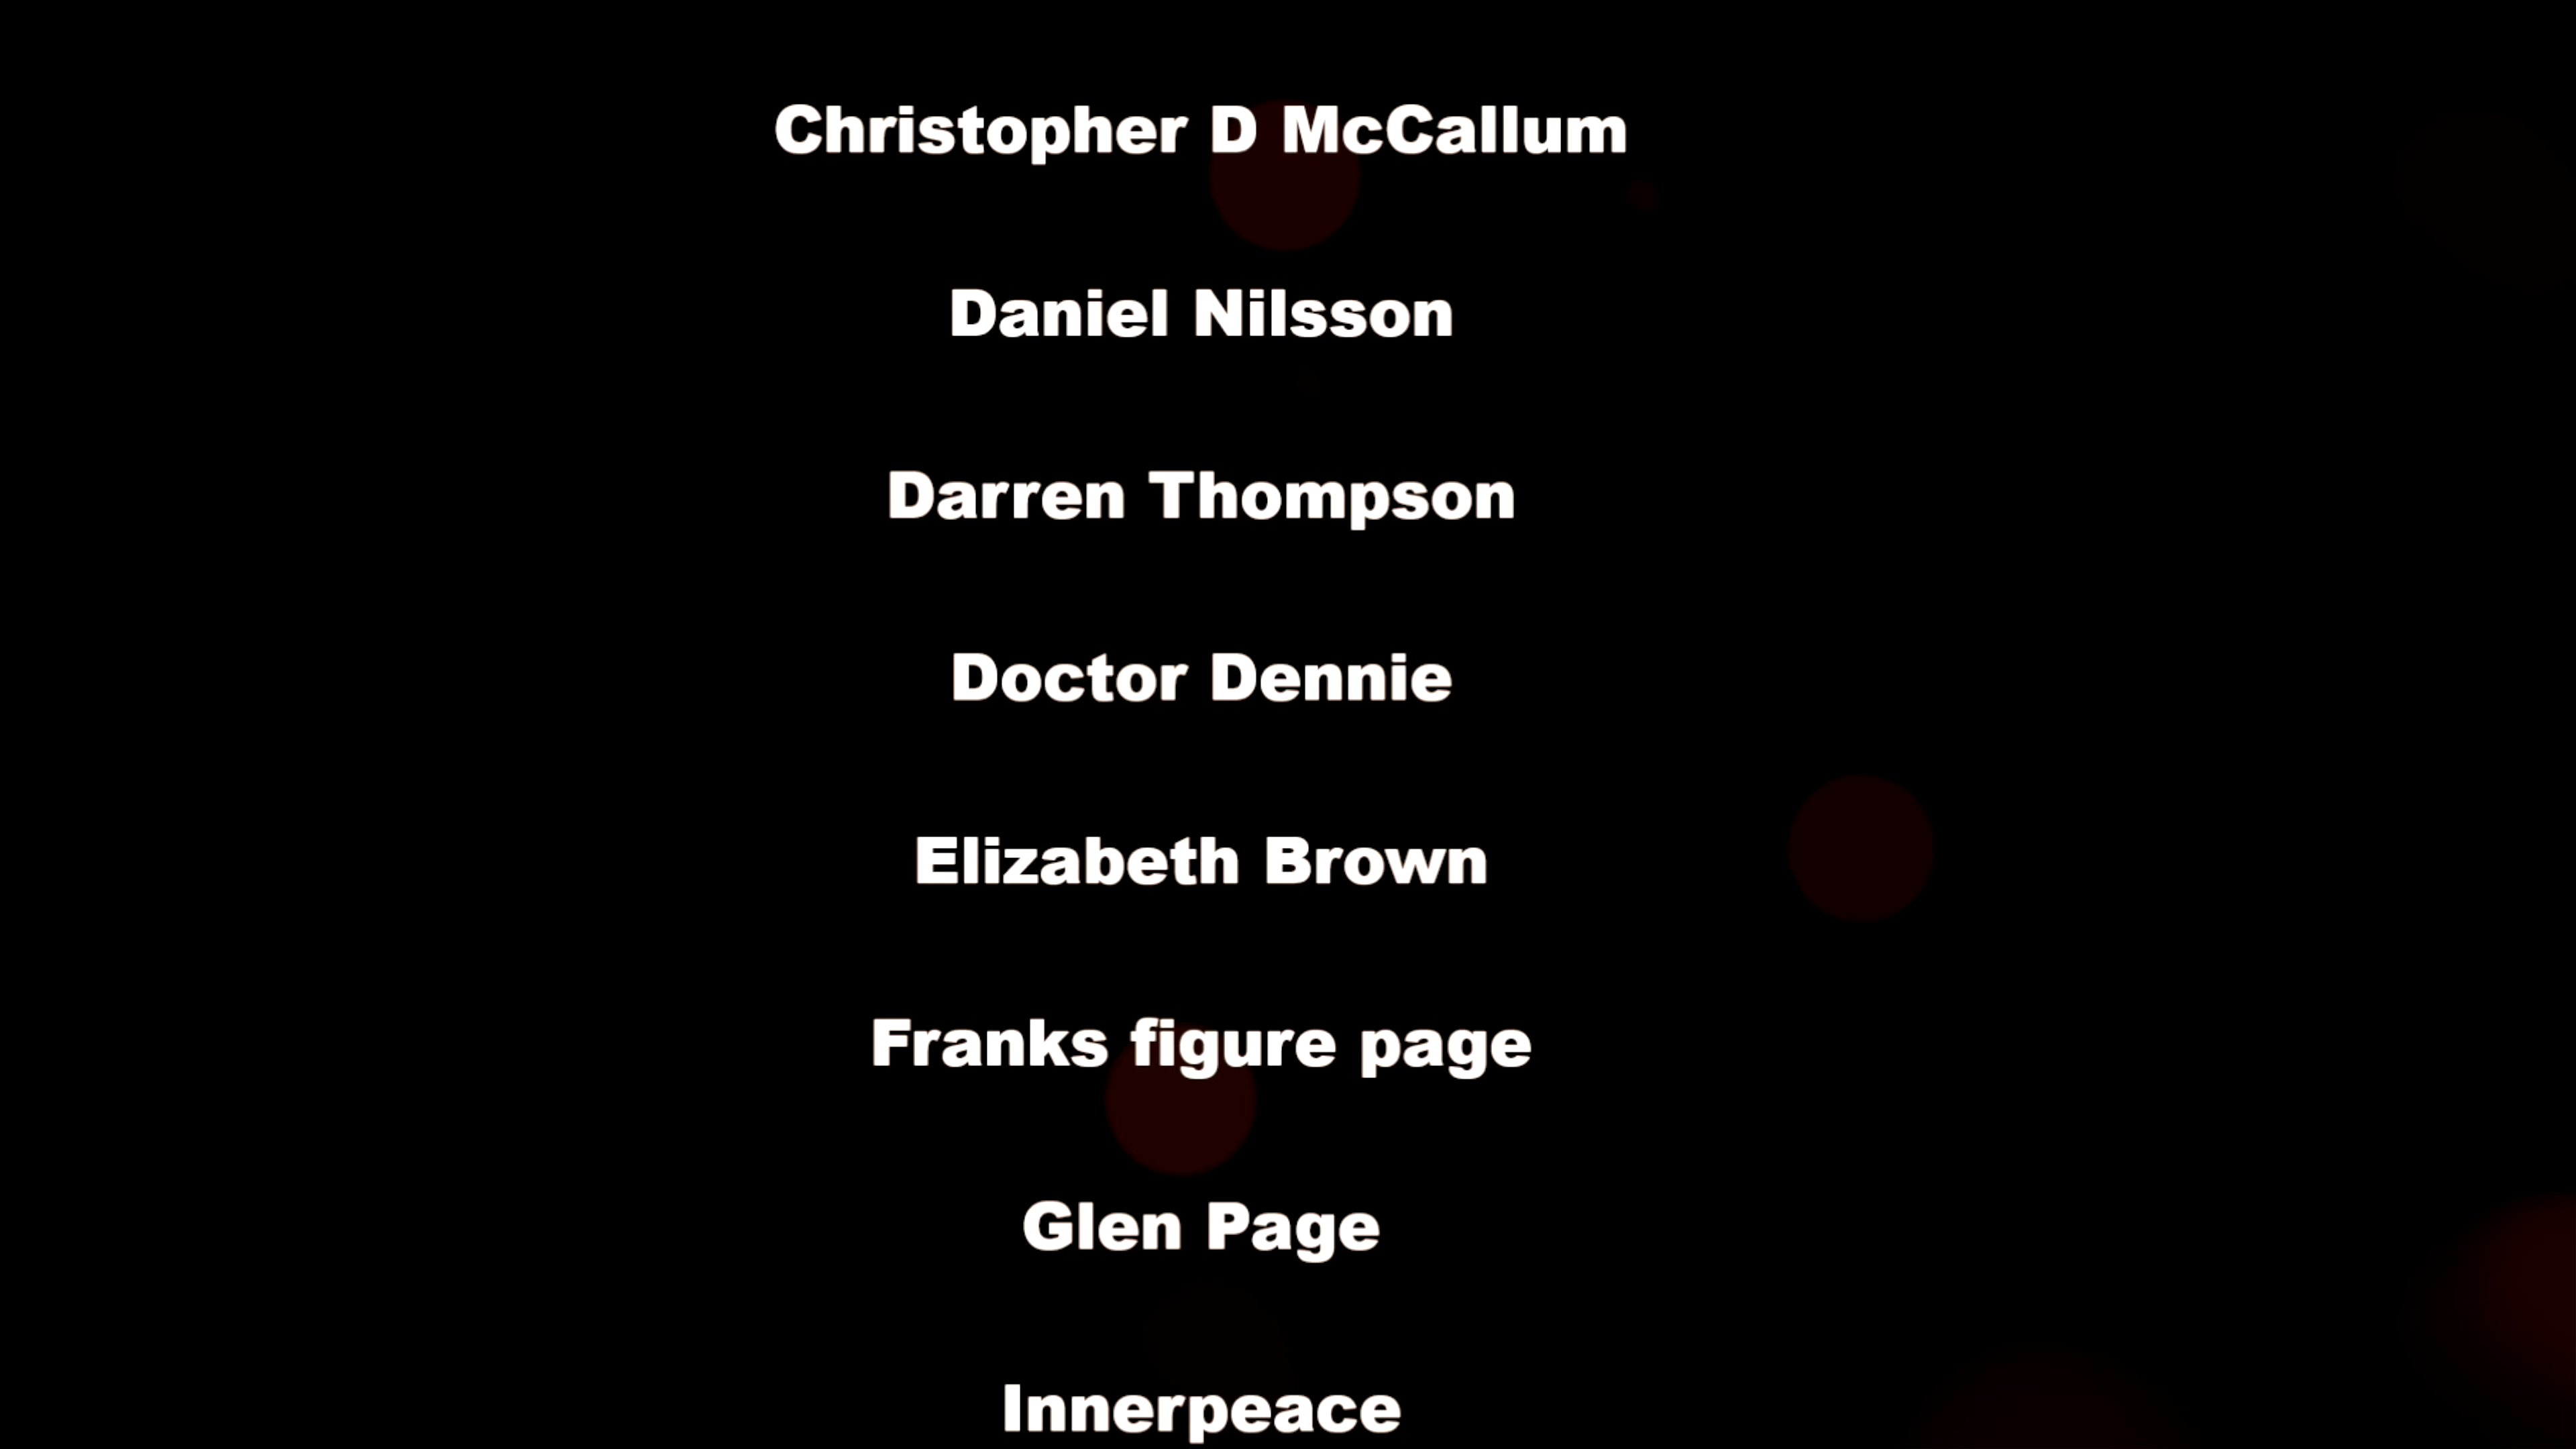 Christopher D McCallum
Daniel Nilsson
Darren Thompson
Doctor Dennie
Elizabeth Brown
Franks figure page
Glen Page
Innerpeace